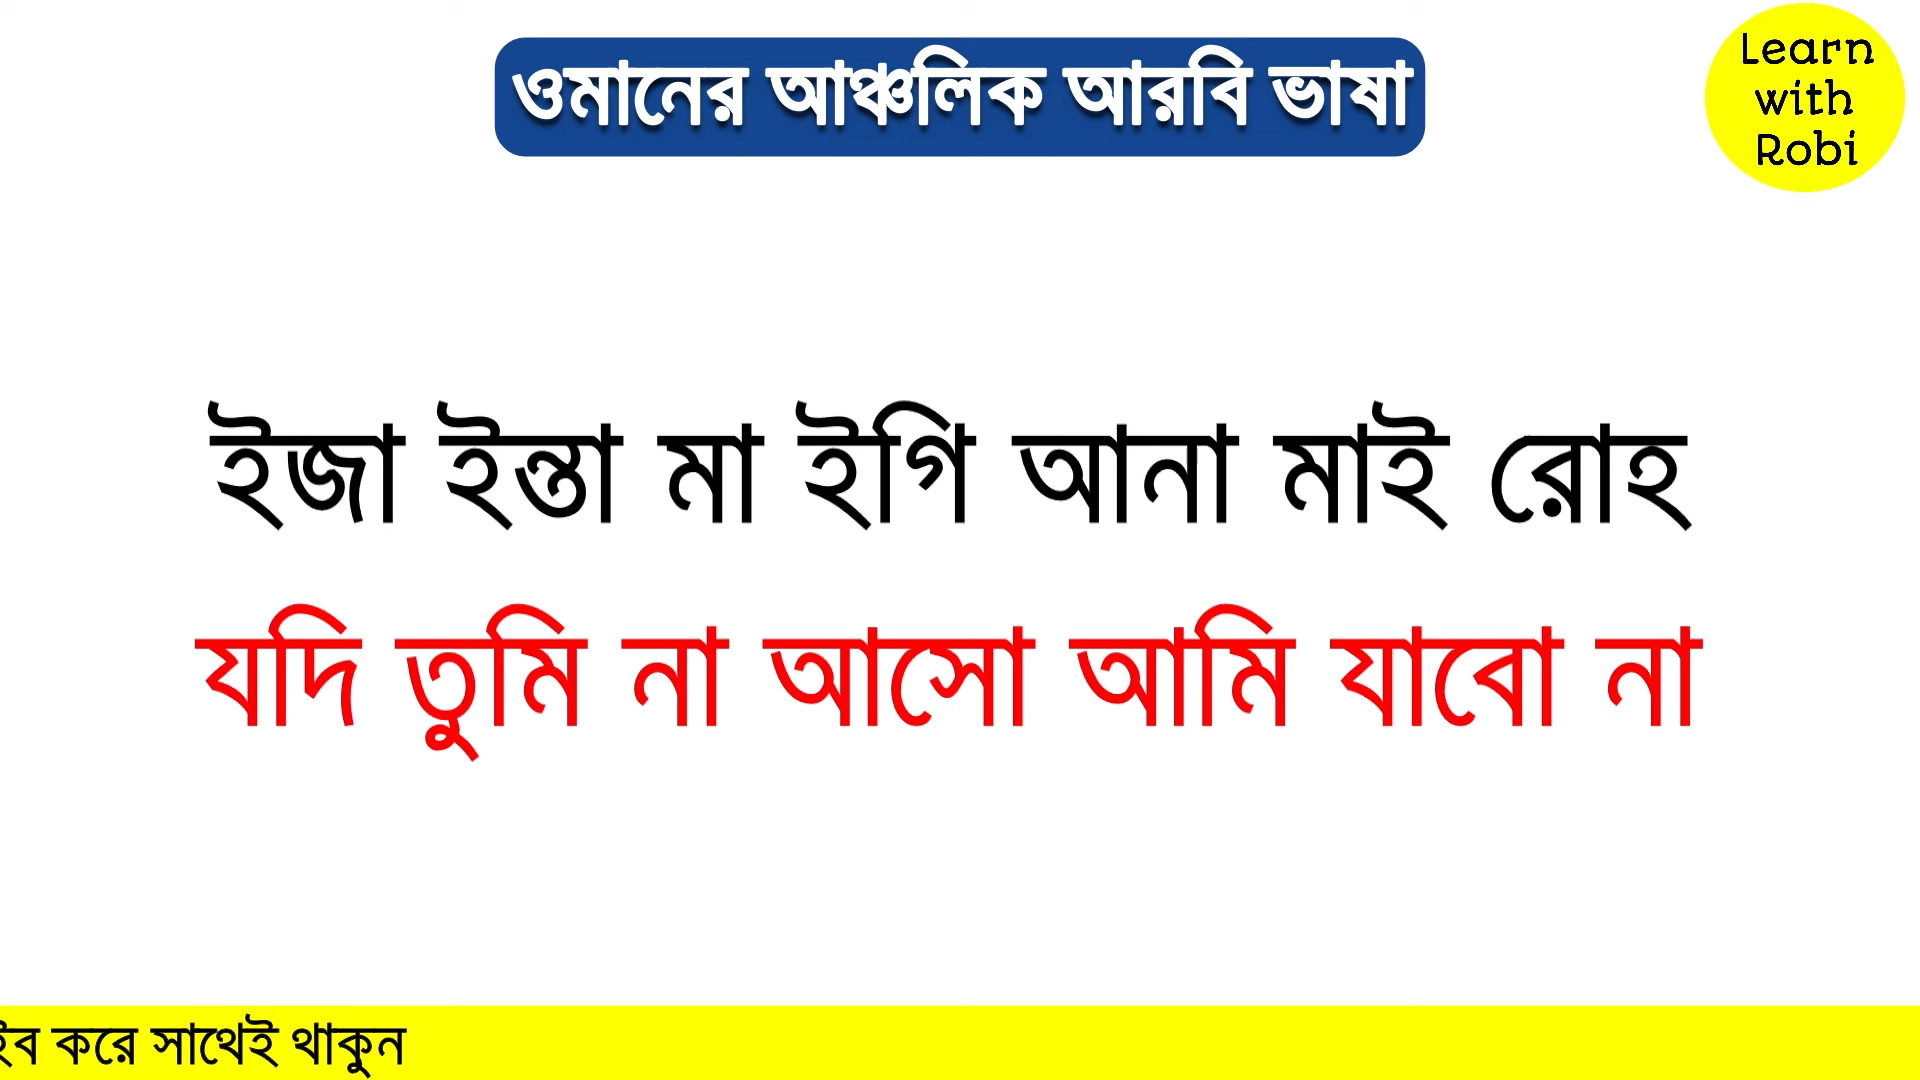 ওমানের আঞ্চলিক আরবি ভাষা
Learn
with
Robi
ইজা ইন্তা মা ইগি আনা মাই রোহ
যদি তুমি না আসো আমি যাবো না
করে সাথেই থাকুন